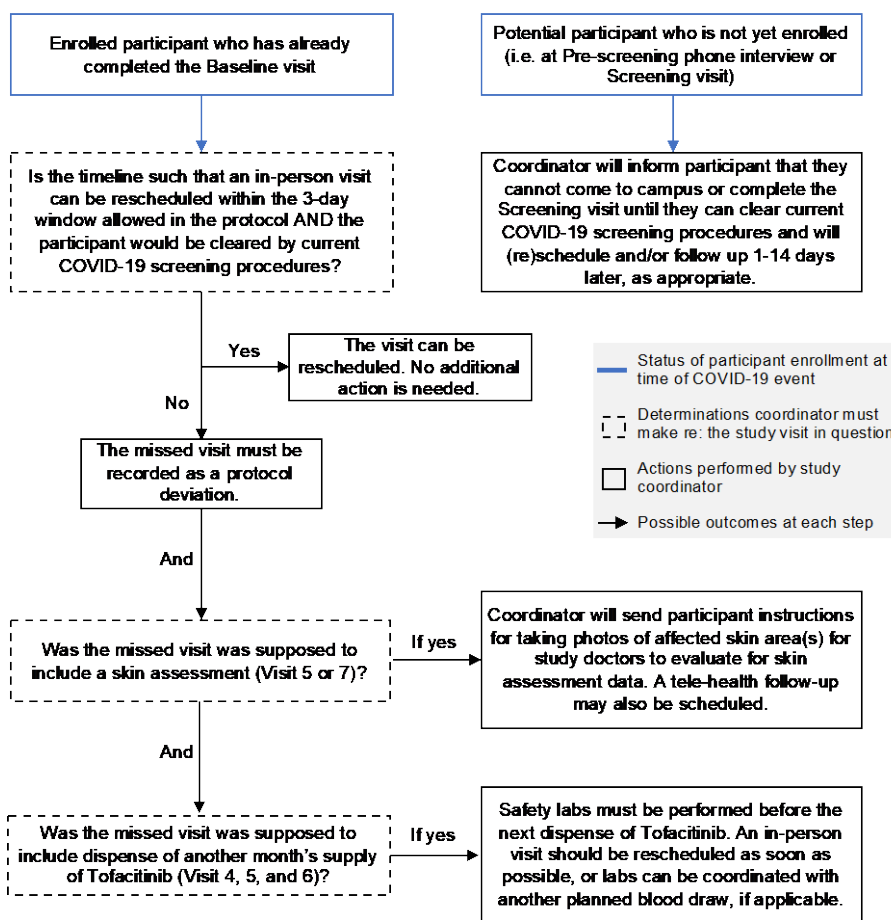 Enrolled participant who has already
completed the Baseline visit
Potential participant who is not yet enrolled
(i.e. at Pre-screening phone interview or
Screening visit)
Is the timeline such that an in-person visit
can be rescheduled within the 3-day
window allowed in the protocol AND the
participant would be cleared by current
COVID-19 screening procedures?
Coordinator will inform participant that they
cannot come to campus or complete the
Screening visit until they can clear current
COVID-19 screening procedures and will
(re)schedule and/or follow up 1-14 days
later, as appropriate.
Yes
The visit can be
rescheduled. No additional
action is needed.
No
The missed visit must be
recorded as a protocol
deviation.
Status of participant enrollment at
time of COVID-19 event
Determinations coordinator must
make re: the study visit in question
Actions performed by study
coordinator
Possible outcomes at each step
And
Was the missed visit was supposed to
include a skin assessment (Visit 5 or 7)?
If yes
Coordinator will send participant instructions
for taking photos of affected skin area(s) for
study doctors to evaluate for skin
assessment data. A tele-health follow-up
may also be scheduled.
And
Was the missed visit was supposed to
include dispense of another month's supply
of Tofacitinib (Visit 4, 5, and 6)?
If yes
Safety labs must be performed before the
next dispense of Tofacitinib. An in-person
visit should be rescheduled as soon as
possible, or labs can be coordinated with
another planned blood draw, if applicable.